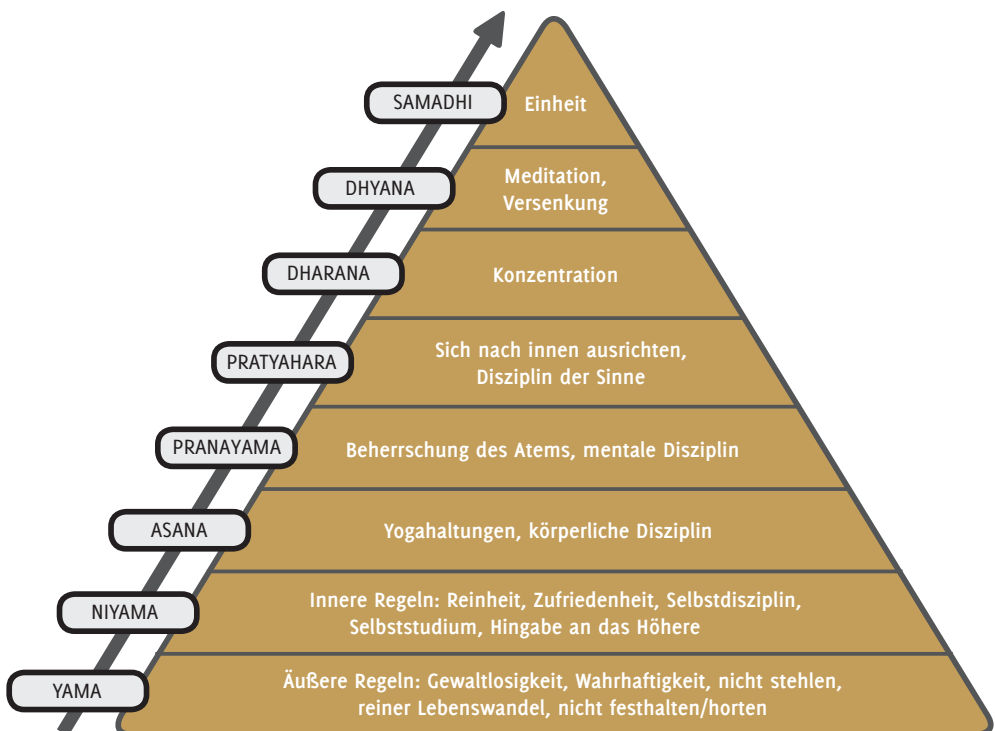 SAMADHI
Einheit
DHYANA
Meditation,
Versenkung
DHARANA
Konzentration
PRATYAHARA
Sich nach innen ausrichten,
Disziplin der Sinne
PRANAYAMA
Beherrschung des Atems, mentale Disziplin
ASANA
Yogahaltungen, körperliche Disziplin
NIYAMA
Innere Regeln: Reinheit, Zufriedenheit, Selbstdisziplin,
Selbststudium, Hingabe an das Höhere
YAMA
Äußere Regeln: Gewaltlosigkeit, Wahrhaftigkeit, nicht stehlen,
reiner Lebenswandel, nicht festhalten/horten